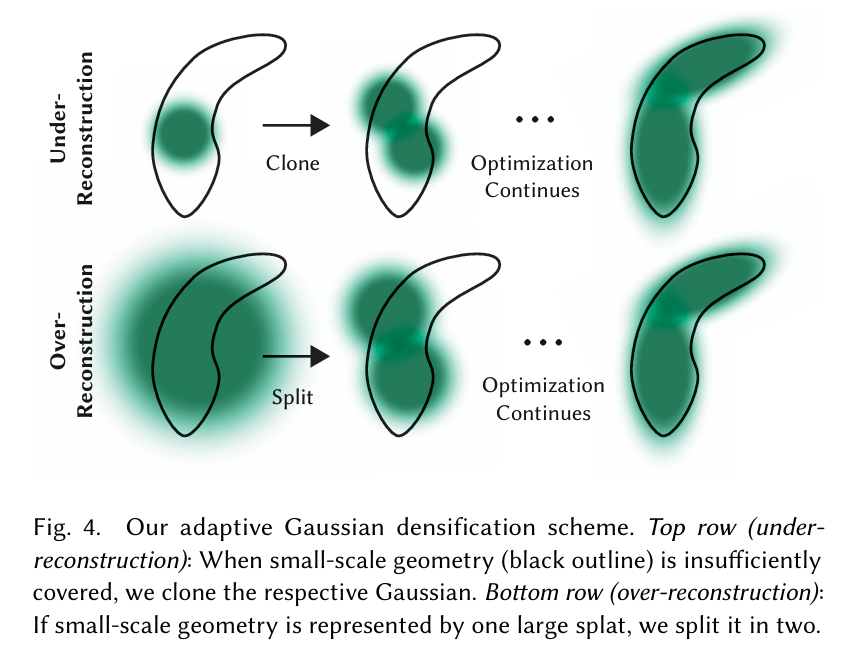 Under-
Reconstruction
Clone
• • •
Optimization
Continues
Over-
Reconstruction
Split
• • •
Optimization
Continues
Fig. 4. Our adaptive Gaussian densification scheme. Top row (under-
reconstruction): When small-scale geometry (black outline) is insufficiently
covered, we clone the respective Gaussian. Bottom row (over-reconstruction):
If small-scale geometry is represented by one large splat, we split it in two.